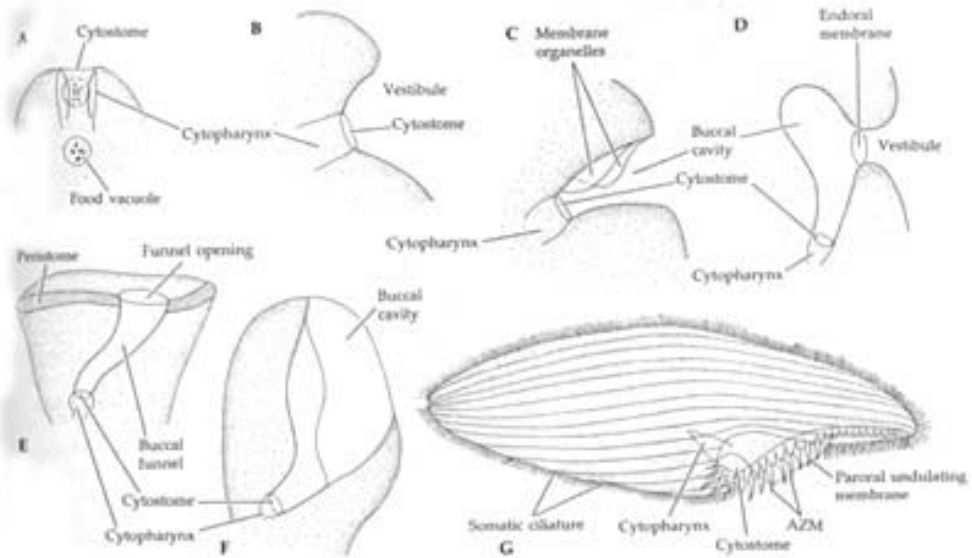 A
Cytostome
B
Vestibule
Cytostome
Cytopharynx
Food vacuole
C
Membrane
organelles
D
Endoral
membrane
Buccal
cavity
Vestibule
Cytostome
Cytopharynx
Cytopharynx
Peristome
Funnel opening
E
Buccal
funnel
Cytostome
Cytopharynx
Buccal
cavity
F
Somatic ciliature
G
Cytopharynx
Cytostome
AZM
Paroral undulating
membrane